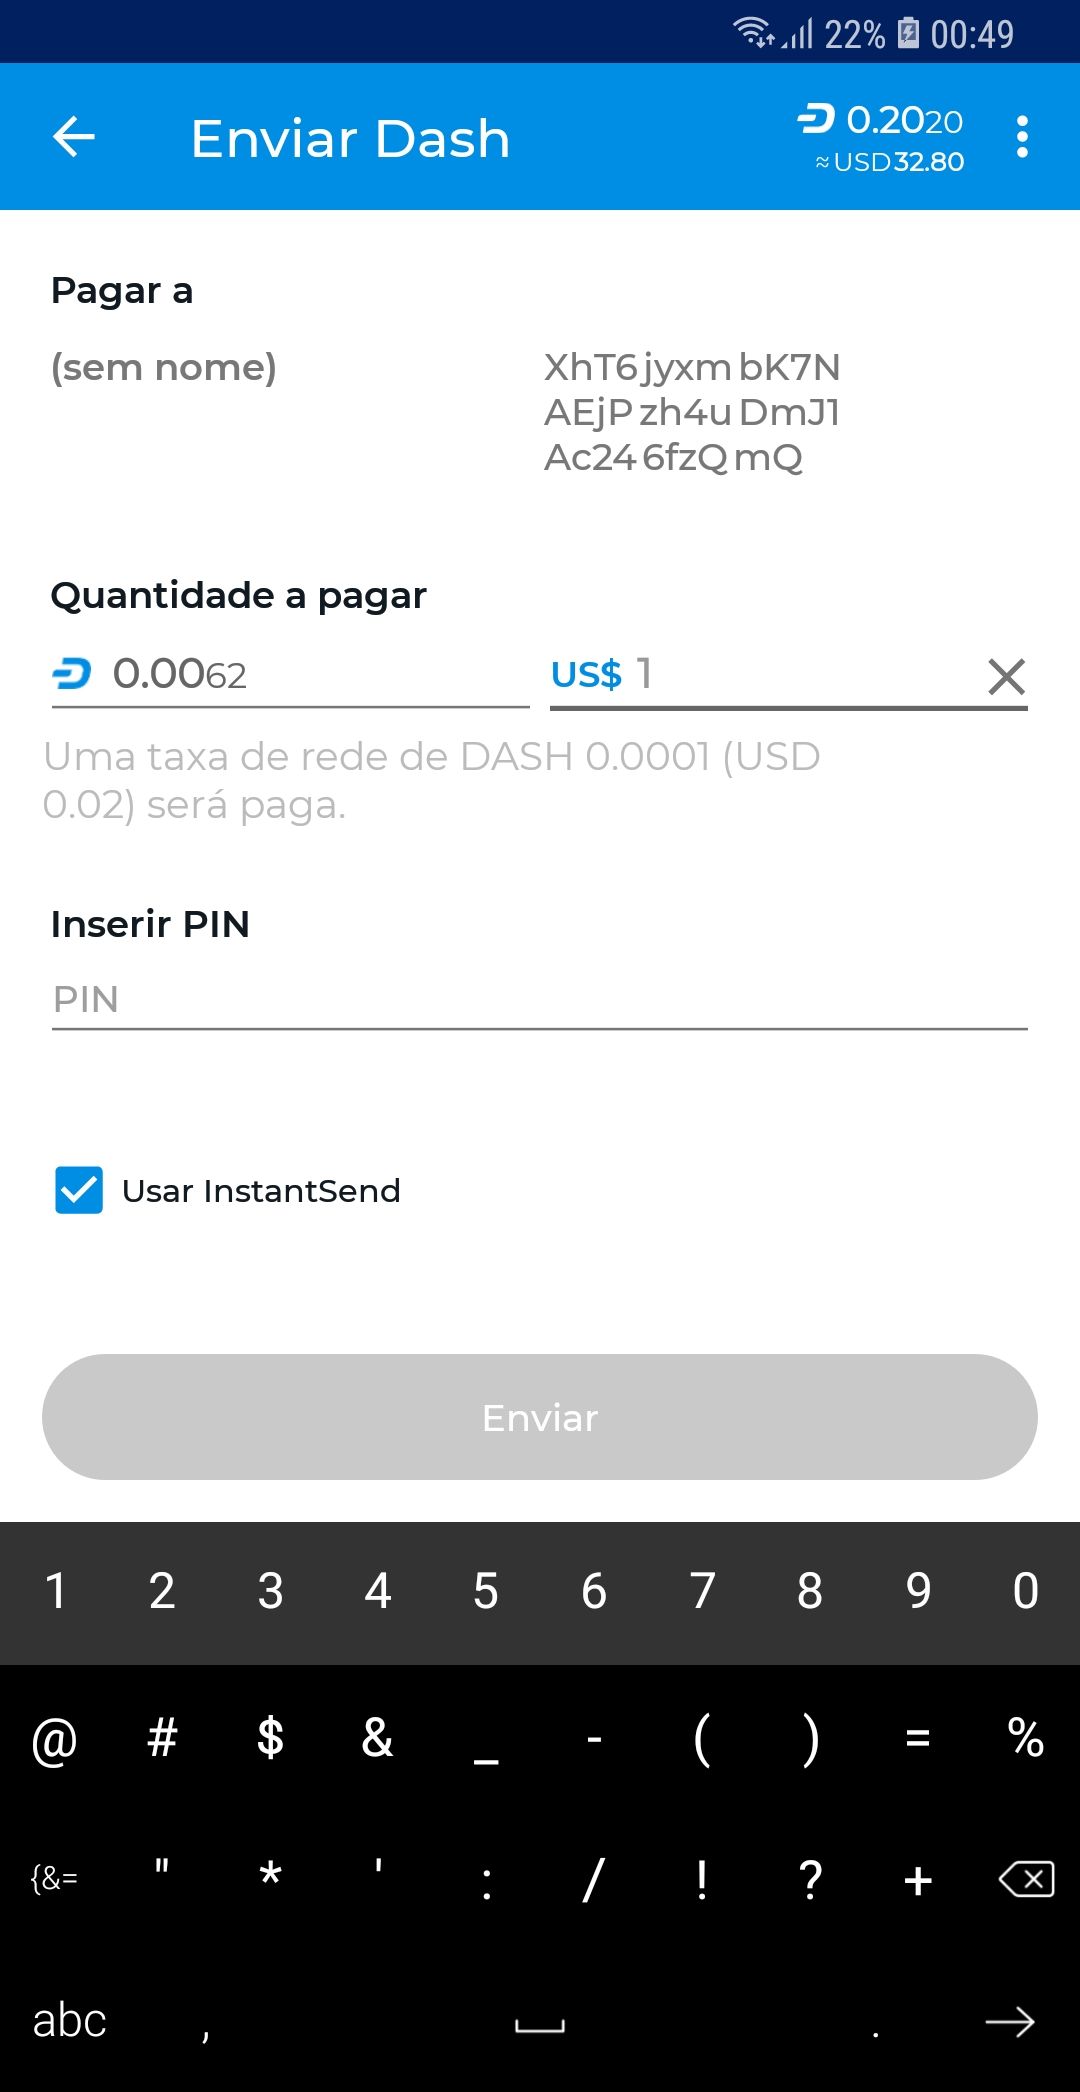 22% 00:49
Enviar Dash
0.2020
≈USD32.80
Pagar a
(sem nome)
XhT6 jyxm bK7N
AEjP zh4u DmJ1
Ac24 6fzQ mQ
Quantidade a pagar
0.0062 US$ 1
Uma taxa de rede de DASH 0.0001 (USD
0.02) será paga.
Inserir PIN
PIN
Usar InstantSend
Enviar
1 2 3 4 5 6 7 8 9 0
@ # $ & _ - ( ) = %
{&= " * ' : / ! ? +
abc , .